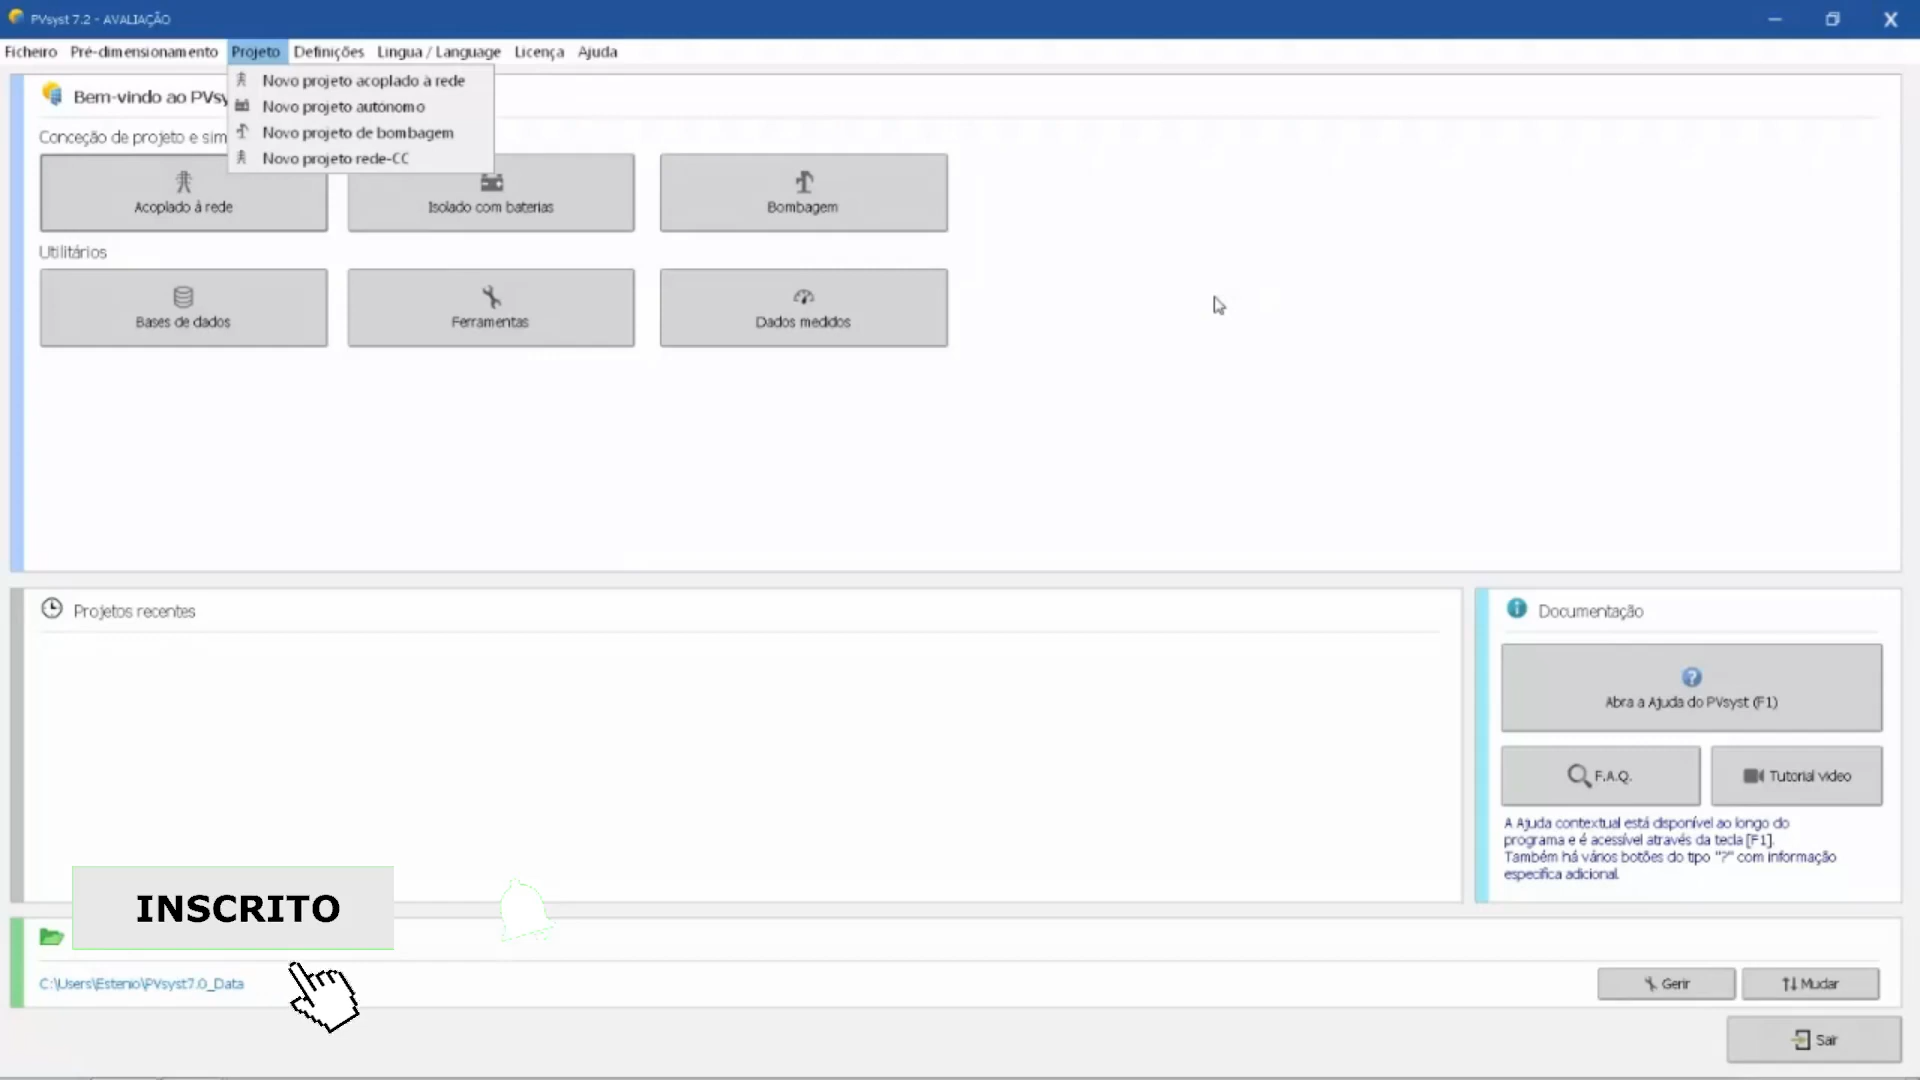 PVsyst 7.2 - AVALIAÇÃO
Ficheiro Pré-dimensionamento Projeto Definições Língua / Language Licença Ajuda
Novo projeto acoplado à rede
Bem-vindo ao PVsy
Novo projeto autónomo
Novo projeto de bombagem
Conceção de projeto e sim
Novo projeto rede-CC
Acoplado à rede
Isolado com baterias
Bombagem
Utilitários
Bases de dados
Ferramentas
Dados medidos
Projetos recentes
Documentação
Abra a Ajuda do PVsyst (F1)
F.A.Q.
Tutorial video
A Ajuda contextual está disponível ao longo do
programa e é acessível através da tecla [F1].
Também há vários botões do tipo "?" com informação
especifica adicional.
INSCRITO
C:\Users\Estenio\PVsyst7.0_Data
Gerir
Mudar
Sair